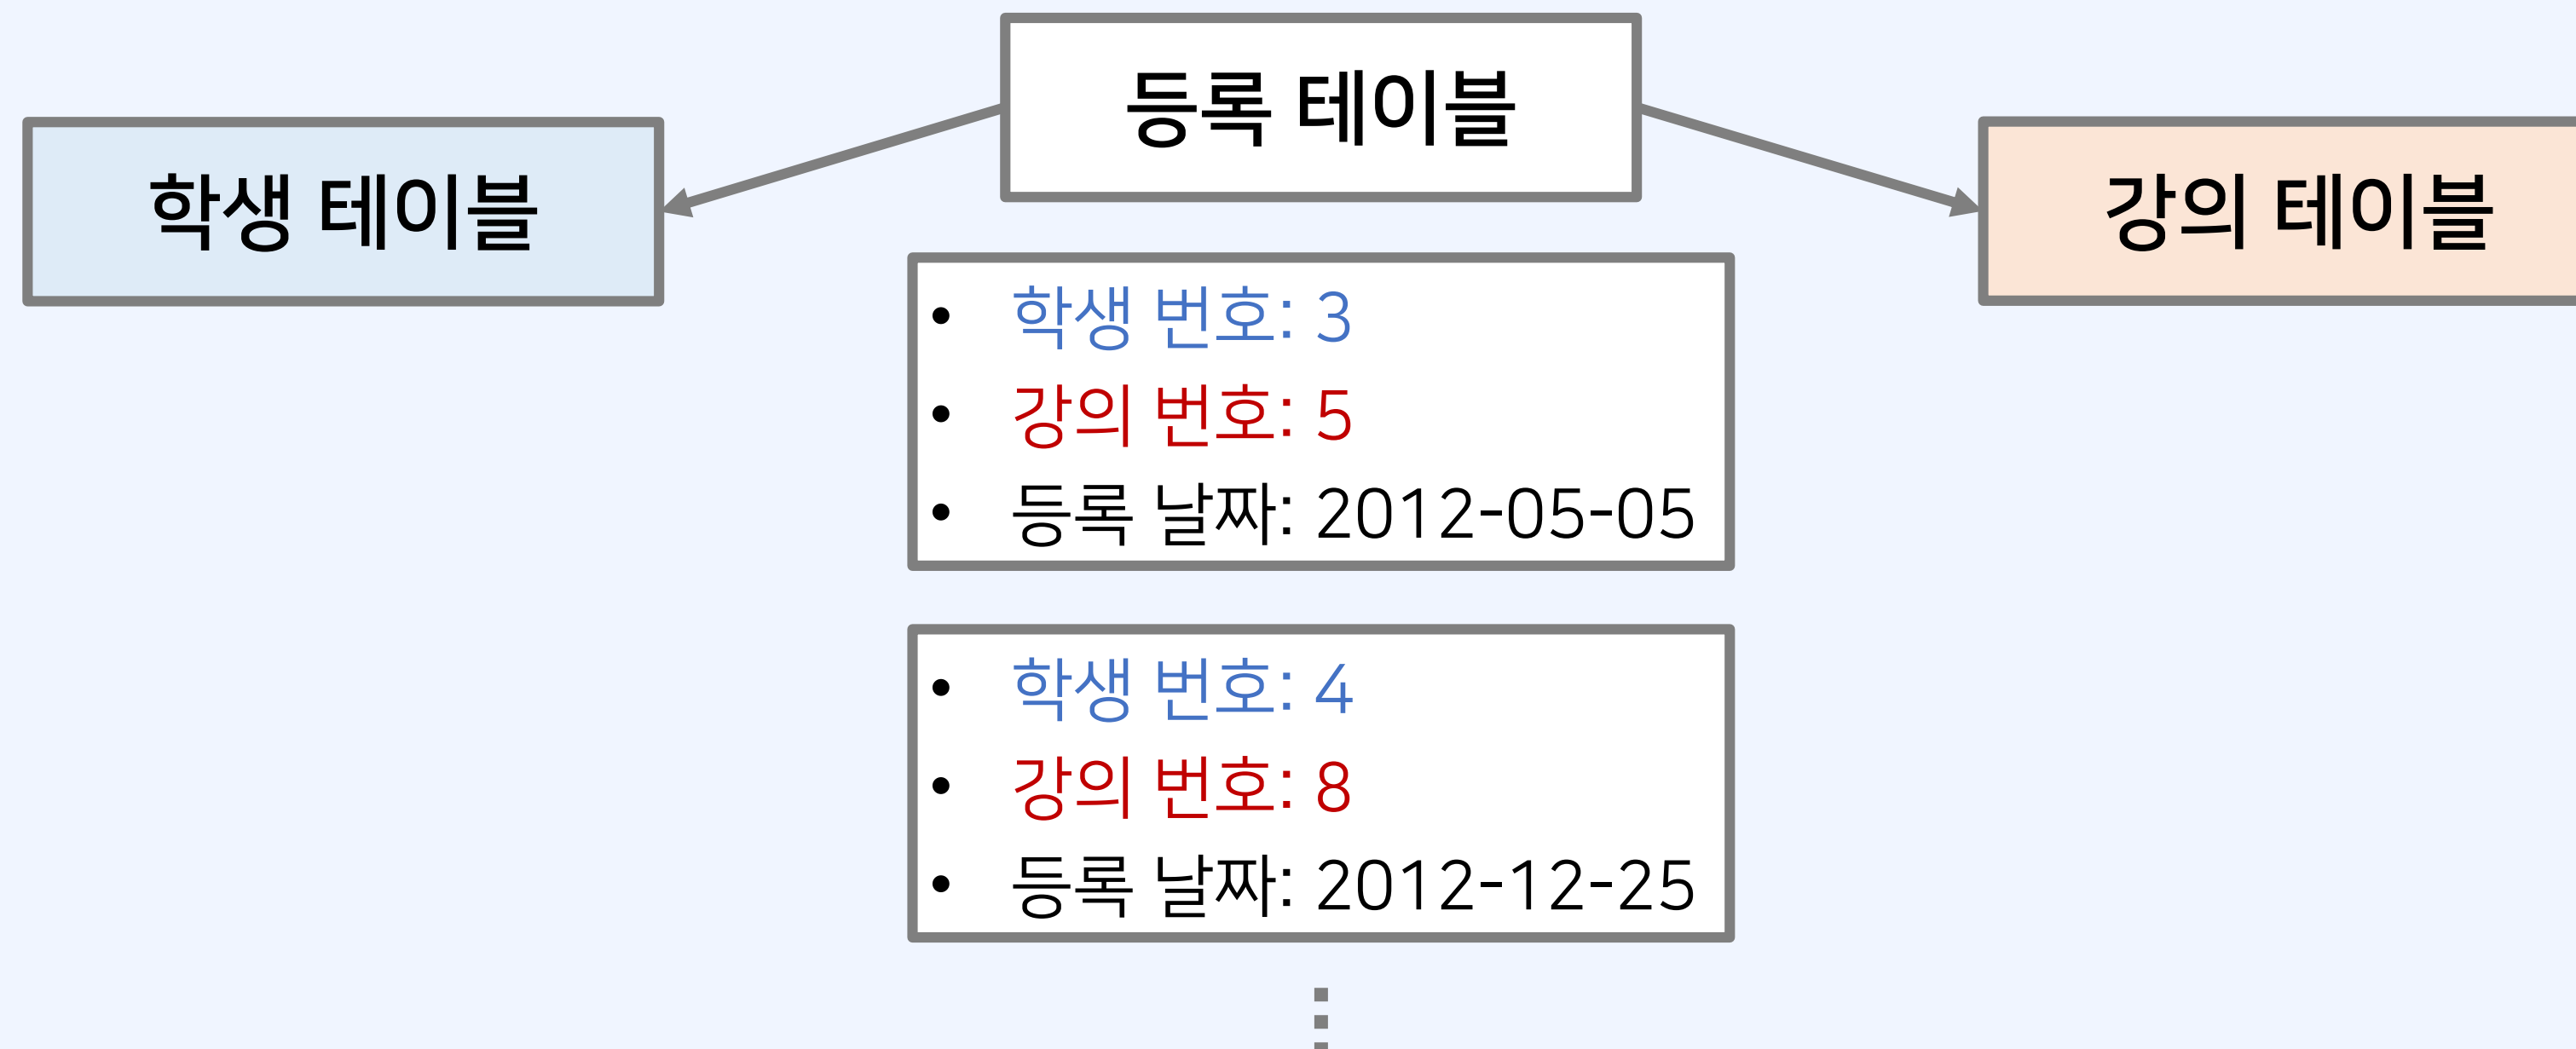 등록 테이블
학생 테이블
강의 테이블
• 학생 번호: 3
• 강의 번호: 5
• 등록 날짜: 2012-05-05
• 학생 번호: 4
• 강의 번호: 8
• 등록 날짜: 2012-12-25